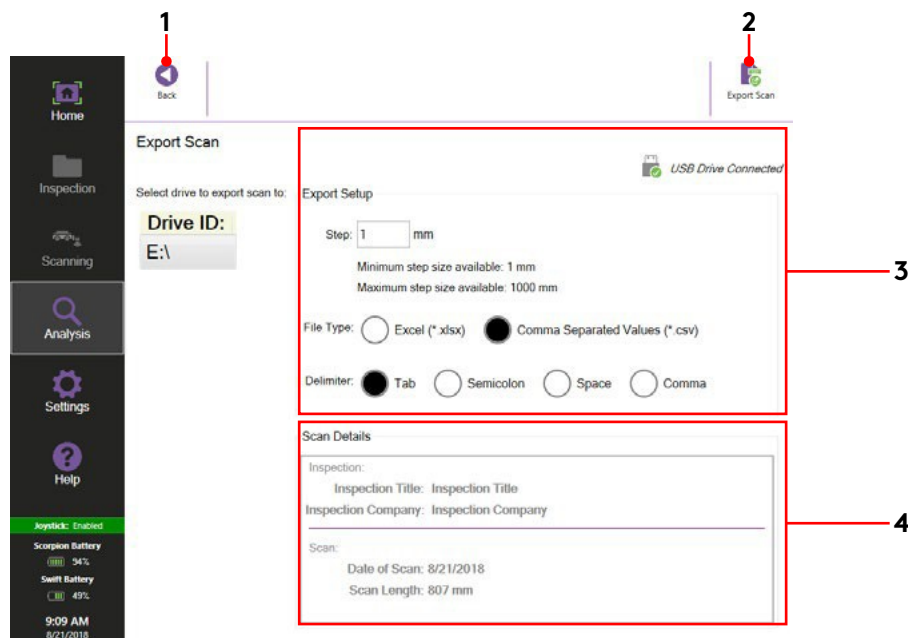 1
2
Back
Export Scan
Home
Inspection
Scanning
Analysis
Settings
Help
Joystick: Enabled
Scorpion Battery
94%
Swift Battery
49%
9:09 AM
8/21/2018
Export Scan
Select drive to export scan to:
Drive ID:
E:\
USB Drive Connected
Export Setup
Step: 1 mm
Minimum step size available: 1 mm
Maximum step size available: 1000 mm
File Type: Excel (*.xlsx) Comma Separated Values (*.csv)
Delimiter: Tab Semicolon Space Comma
3
Scan Details
Inspection:
Inspection Title: Inspection Title
Inspection Company: Inspection Company
Scan:
Date of Scan: 8/21/2018
Scan Length: 807 mm
4